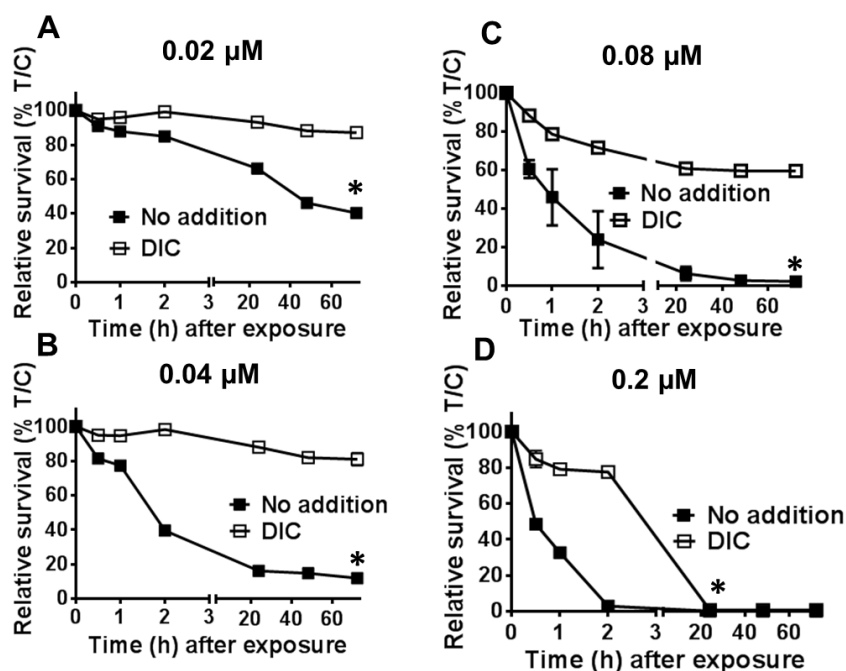 A
0.02 µM
Relative survival (% T/C)
100
80
60
40
20
0
*
No addition
DIC
0 1 2 3 20 40 60
Time (h) after exposure
B
0.04 µM
Relative survival (% T/C)
100
80
60
40
20
0
No addition
DIC
*
0 1 2 3 20 40 60
Time (h) after exposure
C
0.08 µM
Relative survival (% T/C)
100
80
60
40
20
0
No addition
DIC
*
0 1 2 3 20 40 60
Time (h) after exposure
D
0.2 µM
Relative survival (% T/C)
100
80
60
40
20
0
No addition
DIC
*
0 1 2 3 20 40 60
Time (h) after exposure